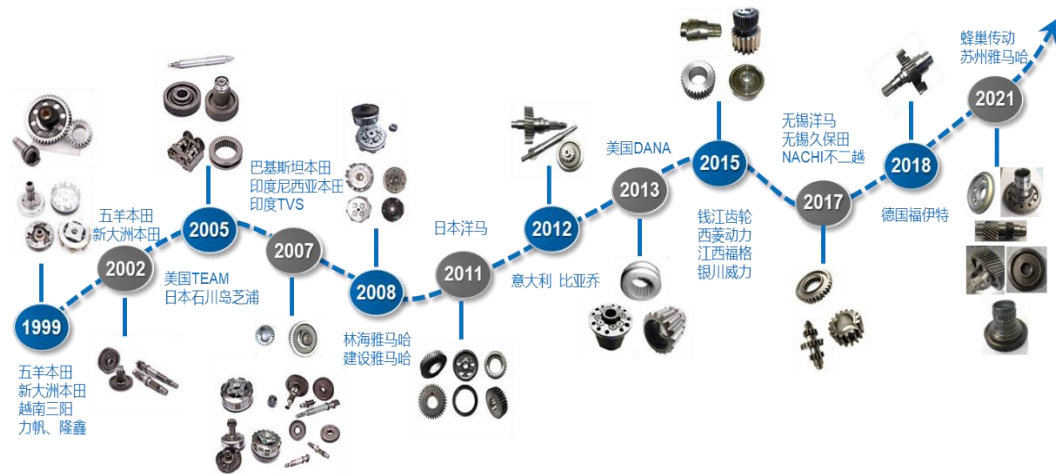 1999
五羊本田
新大洲本田
越南三阳
力帆、隆鑫
2002
五羊本田
新大洲本田
2005
美国TEAM
日本石川岛芝浦
2007
巴基斯坦本田
印度尼西亚本田
印度TVS
2008
林海雅马哈
建设雅马哈
2011
日本洋马
2012
意大利 比亚乔
2013
美国DANA
2015
钱江齿轮
西菱动力
江西福格
银川威力
2017
无锡洋马
无锡久保田
NACHI不二越
2018
德国福伊特
2021
蜂巢传动
苏州雅马哈